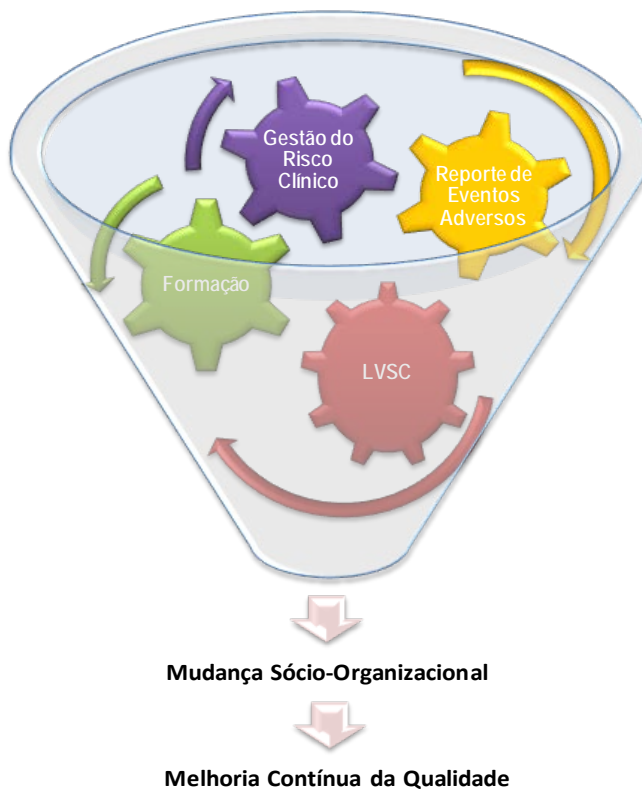 Gestão do
Risco
Clínico
Reporte de
Eventos
Adversos
Formação
LVSC
Mudança Sócio-Organizacional
Melhoria Contínua da Qualidade